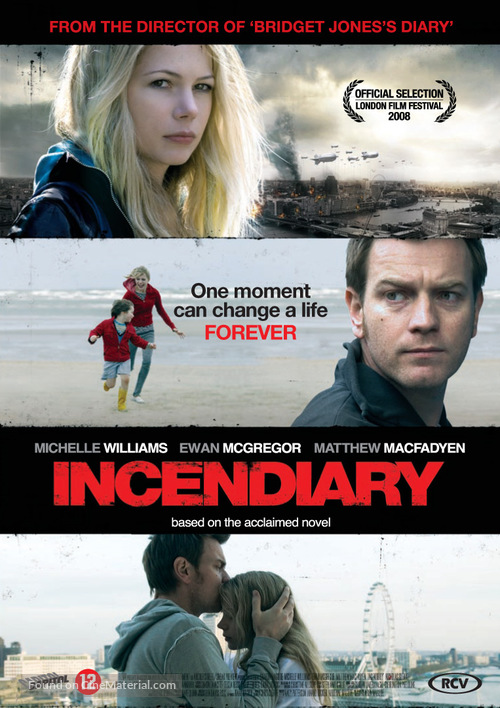 FROM THE DIRECTOR OF 'BRIDGET JONES'S DIARY'
OFFICIAL SELECTION
LONDON FILM FESTIVAL
2008
One moment
can change a life
FOREVER
MICHELLE WILLIAMS EWAN MCGREGOR MATTHEW MACFADYEN
INCENDIARY
based on the acclaimed novel
12
Found on CineMaterial.com
RCV